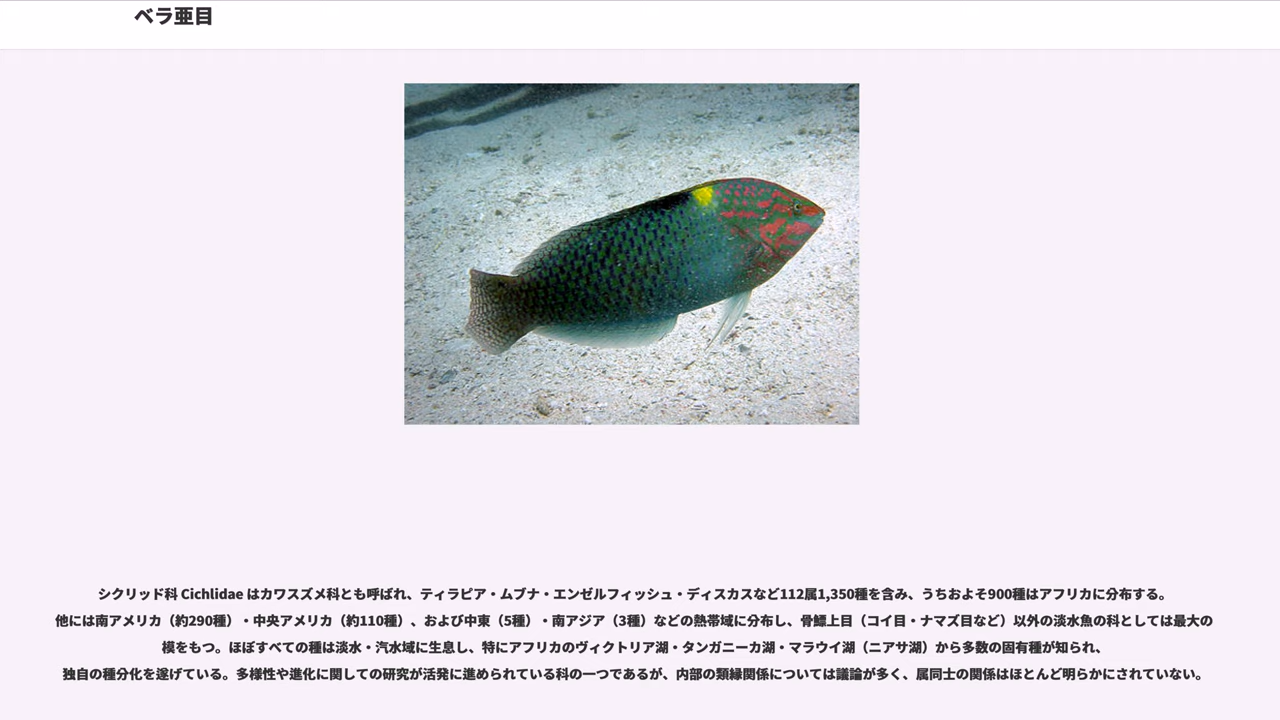 ベラ亜目
シクリッド科 Cichlidae はカワスズメ科とも呼ばれ、ティラピア・ムブナ・エンゼルフィッシュ・ディスカスなど112属1,350種を含み、うちおよそ900種はアフリカに分布する。
他には南アメリカ（約290種）・中央アメリカ（約110種）、および中東（5種）・南アジア（3種）などの熱帯域に分布し、骨鰾上目（コイ目・ナマズ目など）以外の淡水魚の科としては最大の
模をもつ。ほぼすべての種は淡水・汽水域に生息し、特にアフリカのヴィクトリア湖・タンガニーカ湖・マラウイ湖（ニアサ湖）から多数の固有種が知られ、
独自の種分化を遂げている。多様性や進化に関しての研究が活発に進められている科の一つであるが、内部の類縁関係については議論が多く、属同士の関係はほとんど明らかにされていない。